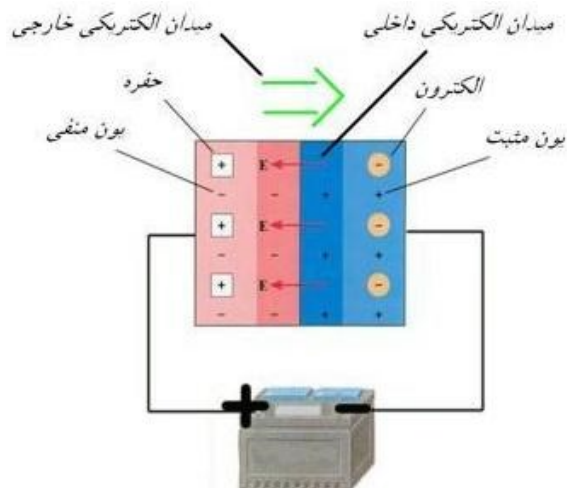 میدان الکتریکی خارجی
میدان الکتریکی داخلی
حفره
الکترون
یون منفی
یون مثبت
+ E -
- - + +
+ E -
- - + +
+ E -
- - + +
+ -